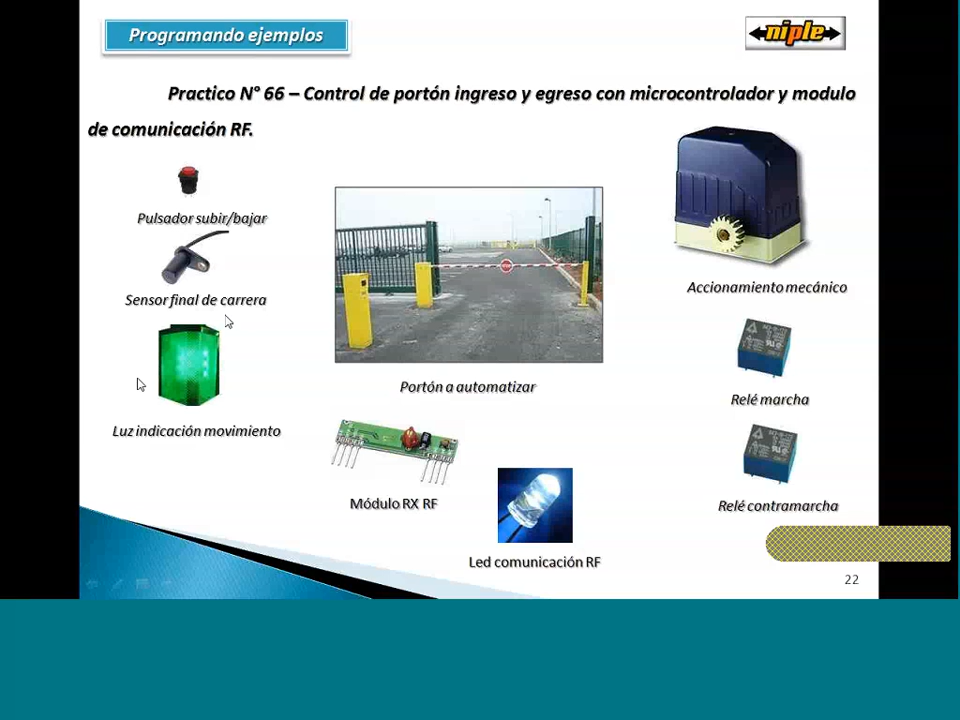 Programando ejemplos
niple
Practico N° 66 – Control de portón ingreso y egreso con microcontrolador y modulo
de comunicación RF.
Pulsador subir/bajar
Sensor final de carrera
Luz indicación movimiento
Portón a automatizar
Módulo RX RF
Led comunicación RF
Accionamiento mecánico
Relé marcha
Relé contramarcha
22